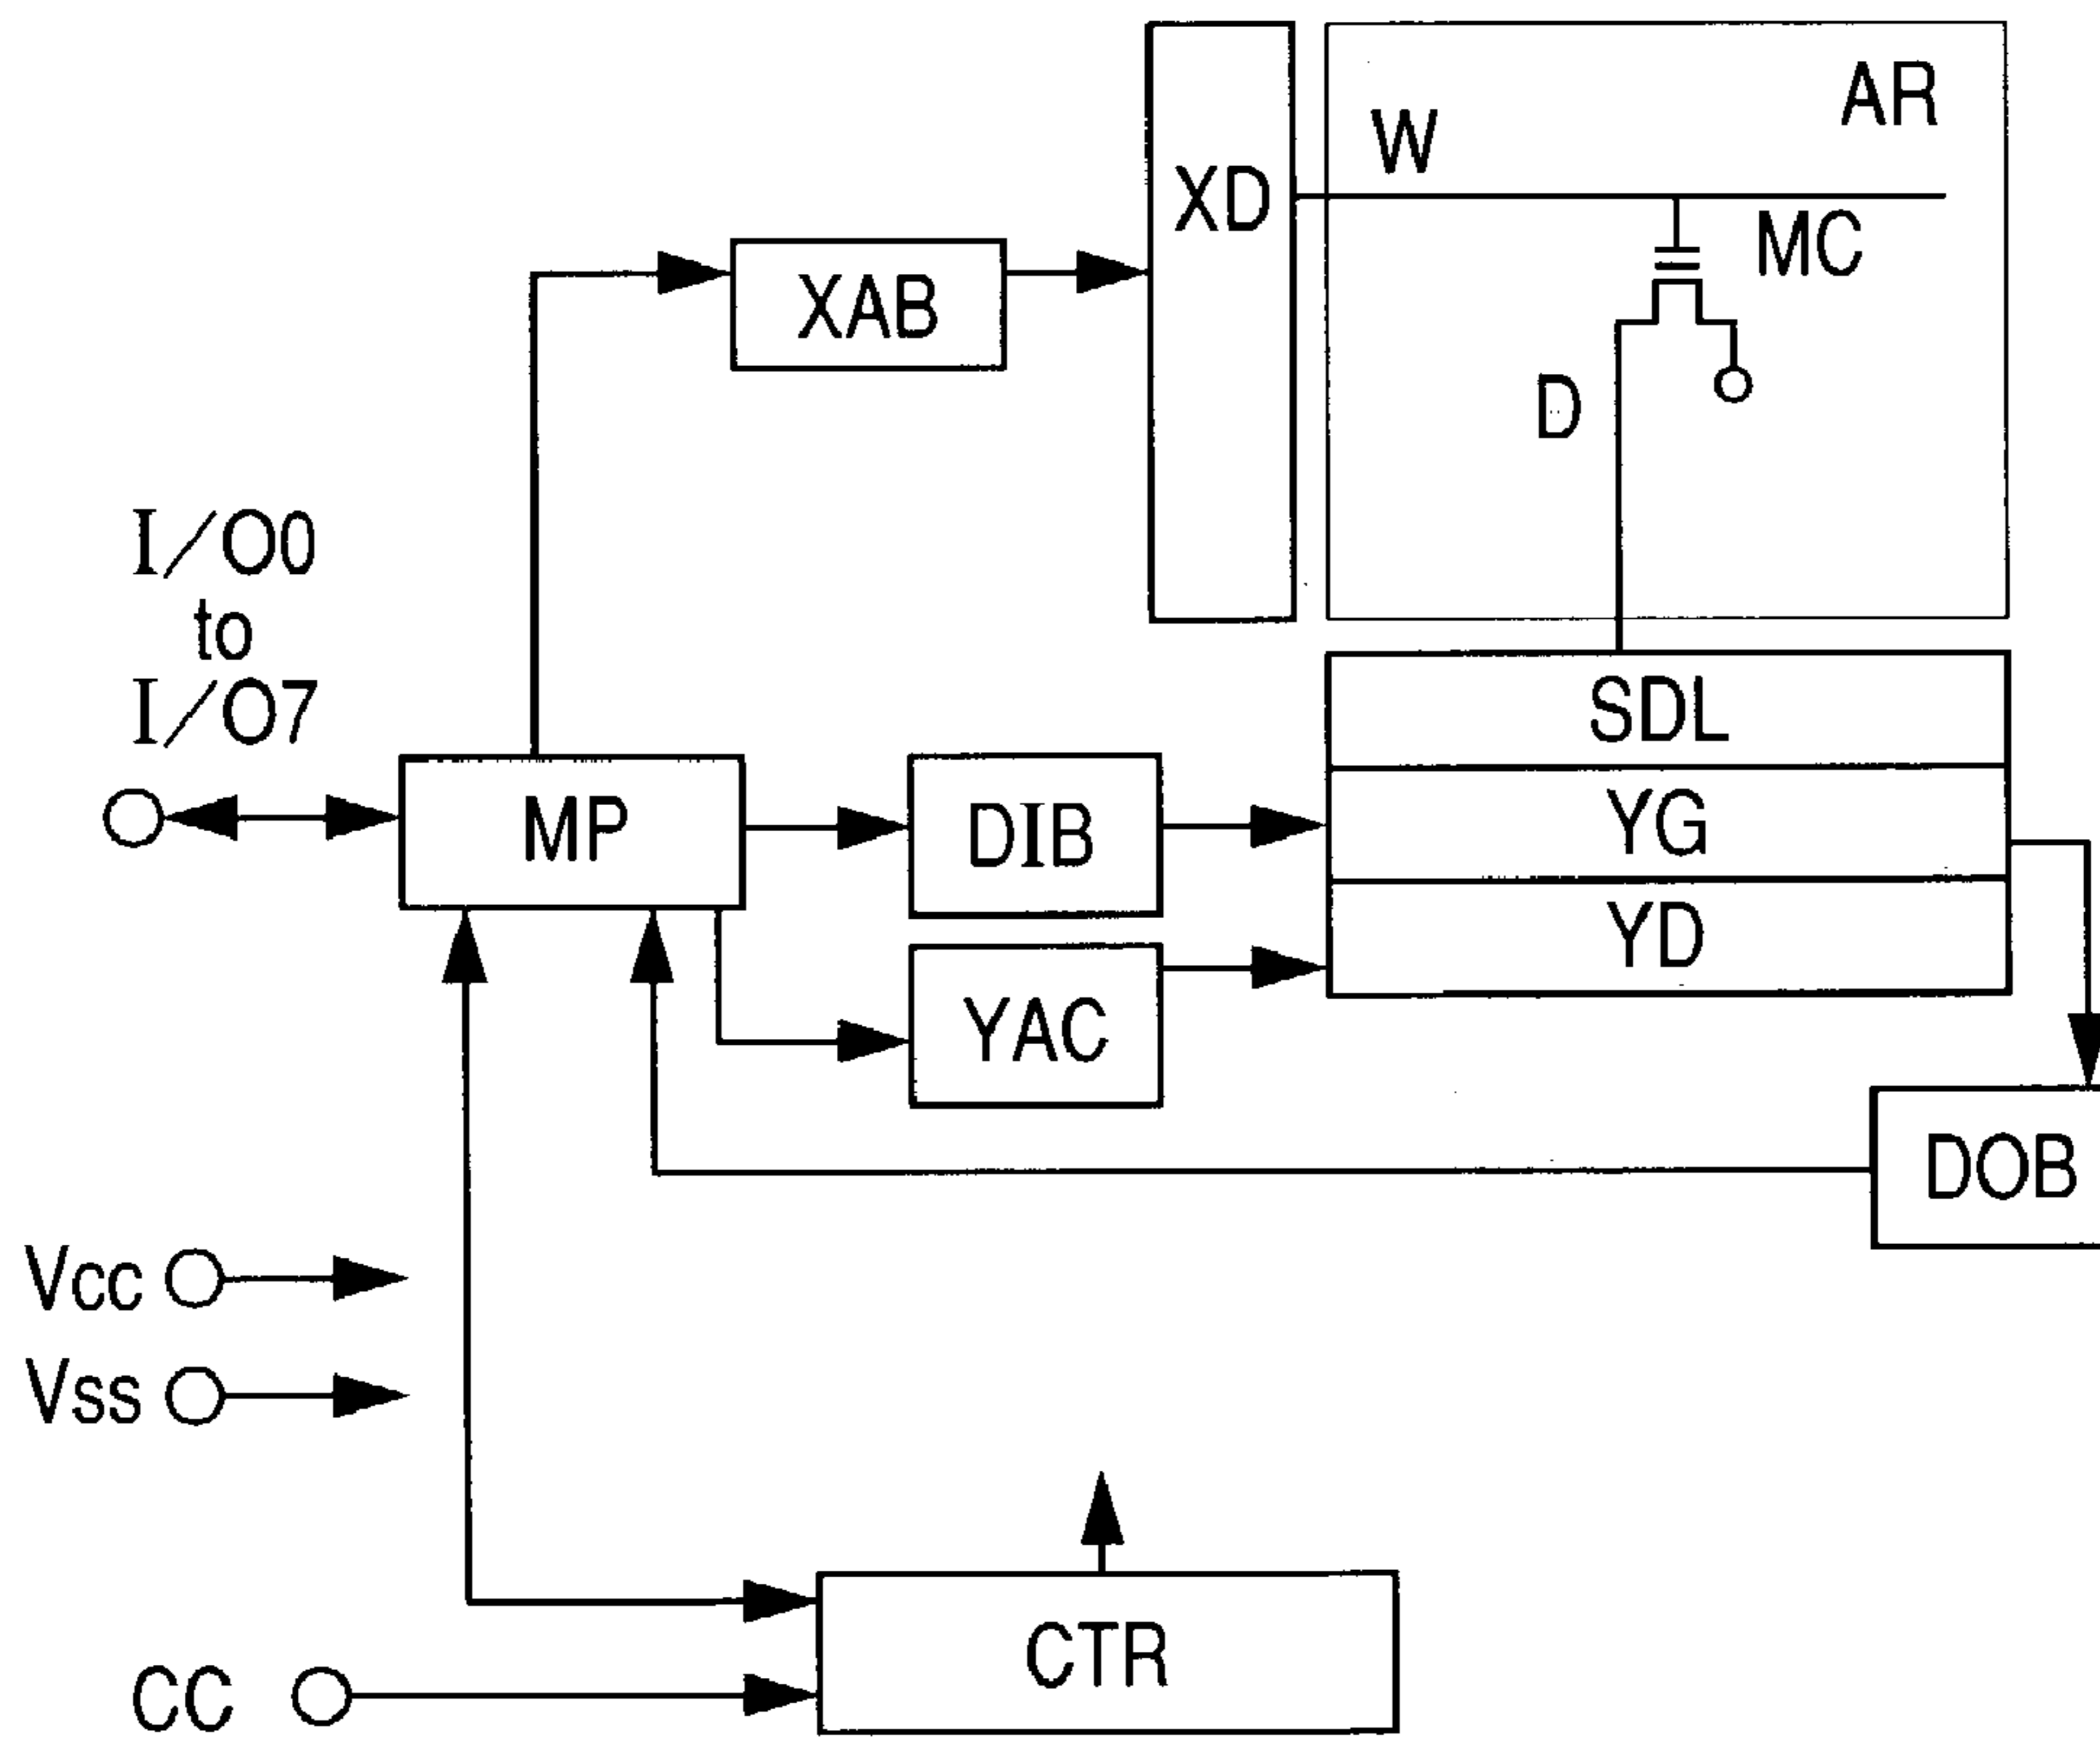 AR
W
XD
MC
XAB
D
I/O0
to
I/O7
SDL
MP
DIB
YG
YD
YAC
DOB
Vcc
Vss
CTR
CC